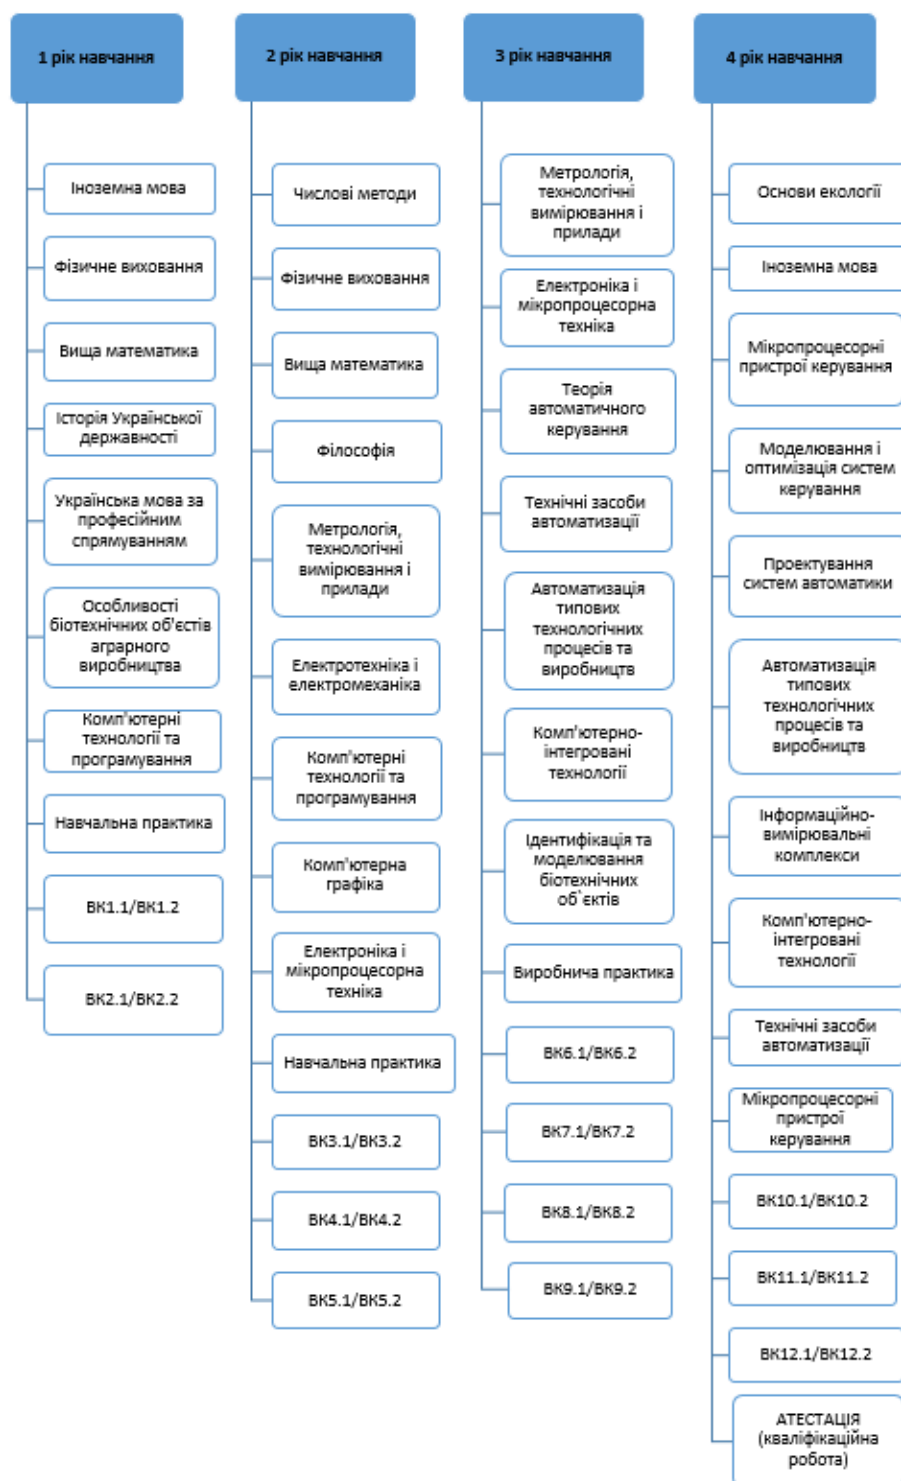 1 рік навчання
Іноземна мова
Фізичне виховання
Вища математика
Історія Української
державності
Українська мова за
професійним
спрямуванням
Особливості
біотехнічних об'єстів
аграрного
виробництва
Комп'ютерні
технології та
програмування
Навчальна практика
ВК1.1/ВК1.2
ВК2.1/ВК2.2
2 рік навчання
Числові методи
Фізичне виховання
Вища математика
Філософія
Метрологія,
технологічні
вимірювання і
прилади
Електротехніка і
електромеханіка
Комп'ютерні
технології та
програмування
Комп'ютерна
графіка
Електроніка і
мікропроцесорна
техніка
Навчальна практика
ВК3.1/ВК3.2
ВК4.1/ВК4.2
ВК5.1/ВК5.2
3 рік навчання
Метрологія,
технологічні
вимірювання і
прилади
Електроніка і
мікропроцесорна
техніка
Теорія
автоматичного
керування
Технічні засоби
автоматизації
Автоматизація
типових
технологічних
процесів та
виробництв
Комп'ютерно-
інтегровані
технології
Ідентифікація та
моделювання
біотехнічних
об`єктів
Виробнича практика
ВК6.1/ВК6.2
ВК7.1/ВК7.2
ВК8.1/ВК8.2
ВК9.1/ВК9.2
4 рік навчання
Основи екології
Іноземна мова
Мікропроцесорні
пристрої керування
Моделювання і
оптимізація систем
керування
Проектування
систем автоматики
Автоматизація
типових
технологічних
процесів та
виробництв
Інформаційно-
вимірювальні
комплекси
Комп'ютерно-
інтегровані
технології
Технічні засоби
автоматизації
Мікропроцесорні
пристрої
керування
ВК10.1/ВК10.2
ВК11.1/ВК11.2
ВК12.1/ВК12.2
АТЕСТАЦІЯ
(кваліфікаційна
робота)